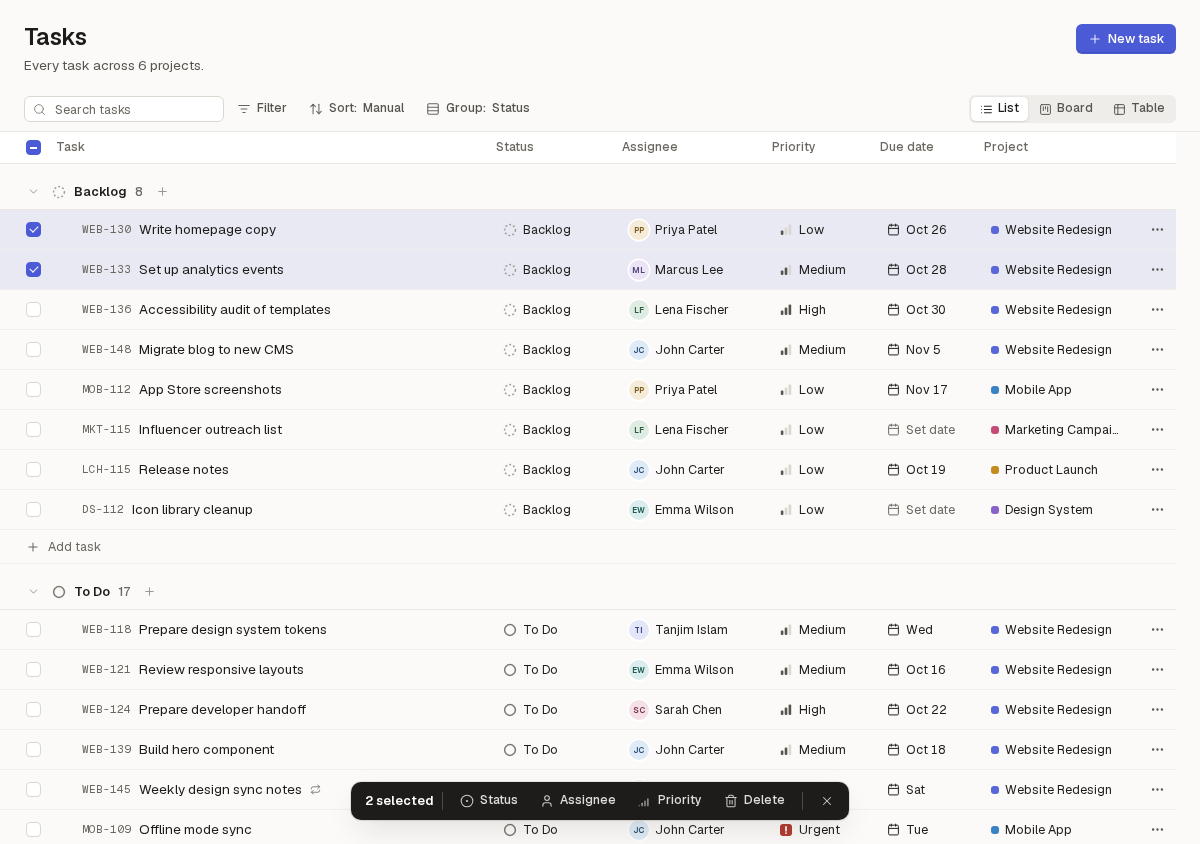 Tasks
Every task across 6 projects.
New task
Search tasks Filter Sort: Manual Group: Status List Board Table
Task Status Assignee Priority Due date Project
Backlog 8
WEB-130 Write homepage copy Backlog PP Priya Patel Low Oct 26 Website Redesign
WEB-133 Set up analytics events Backlog ML Marcus Lee Medium Oct 28 Website Redesign
WEB-136 Accessibility audit of templates Backlog LF Lena Fischer High Oct 30 Website Redesign
WEB-148 Migrate blog to new CMS Backlog JC John Carter Medium Nov 5 Website Redesign
MOB-112 App Store screenshots Backlog PP Priya Patel Low Nov 17 Mobile App
MKT-115 Influencer outreach list Backlog LF Lena Fischer Low Set date Marketing Campai…
LCH-115 Release notes Backlog JC John Carter Low Oct 19 Product Launch
DS-112 Icon library cleanup Backlog EW Emma Wilson Low Set date Design System
Add task
To Do 17
WEB-118 Prepare design system tokens To Do TI Tanjim Islam Medium Wed Website Redesign
WEB-121 Review responsive layouts To Do EW Emma Wilson Medium Oct 16 Website Redesign
WEB-124 Prepare developer handoff To Do SC Sarah Chen High Oct 22 Website Redesign
WEB-139 Build hero component To Do JC John Carter Medium Oct 18 Website Redesign
WEB-145 Weekly design sync notes Sat Website Redesign
2 selected Status Assignee Priority Delete
MOB-109 Offline mode sync To Do JC John Carter Urgent Tue Mobile App